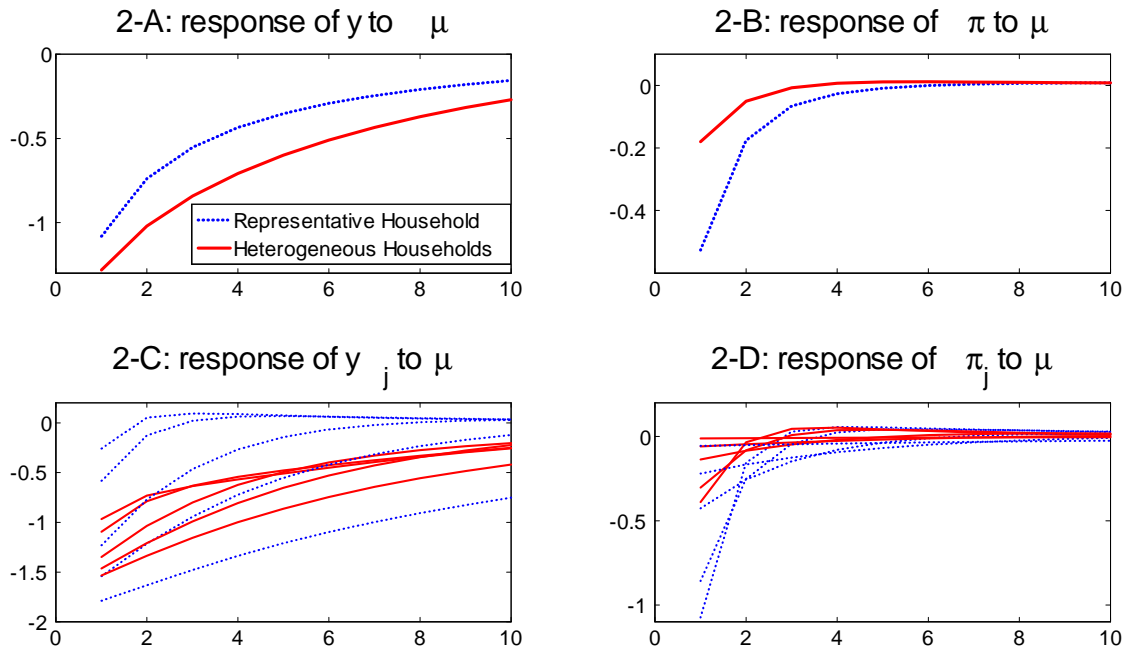 2-A: response of y to μ
0
-0.5
-1
0 2 4 6 8 10
Representative Household
Heterogeneous Households
2-B: response of π to μ
0
-0.2
-0.4
0 2 4 6 8 10
2-C: response of y j to μ
0
-0.5
-1
-1.5
-2
0 2 4 6 8 10
2-D: response of π j to μ
0
-0.5
-1
0 2 4 6 8 10